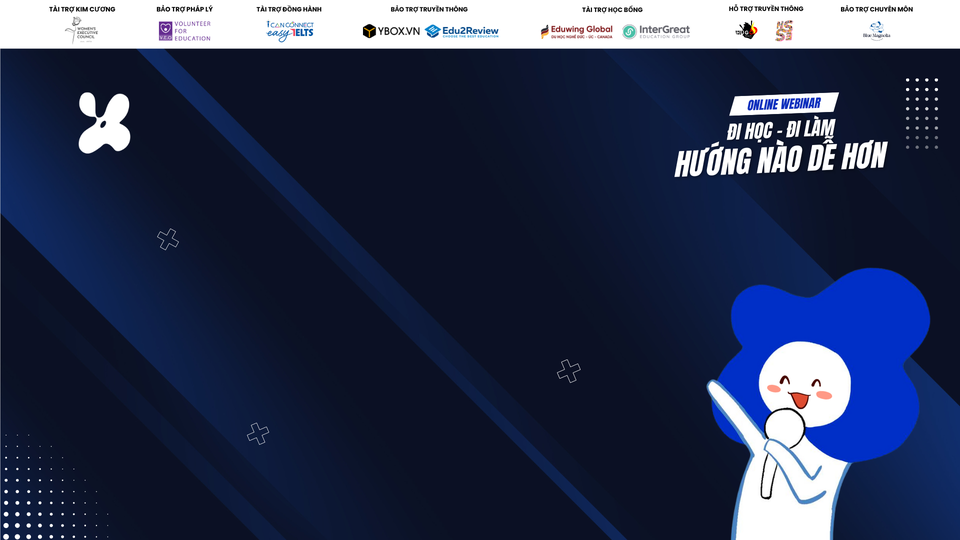 TÀI TRỢ KIM CƯƠNG
BẢO TRỢ PHÁP LÝ
TÀI TRỢ ĐỒNG HÀNH
BẢO TRỢ TRUYỀN THÔNG
TÀI TRỢ HỌC BỔNG
HỖ TRỢ TRUYỀN THÔNG
BẢO TRỢ CHUYÊN MÔN
WOMEN'S
EXECUTIVE
COUNCIL
VOLUNTEER
FOR
EDUCATION
I CAN CONNECT
easy IELTS
YBOX.VN
Edu2Review
CHOOSE THE BEST EDUCATION
Eduwing Global
DU HỌC NGHỀ ĐỨC - ÚC - CANADA
InterGreat
EDUCATION GROUP
Blue Magnolia
ONLINE WEBINAR
ĐI HỌC - ĐI LÀM
HƯỚNG NÀO DỄ HƠN